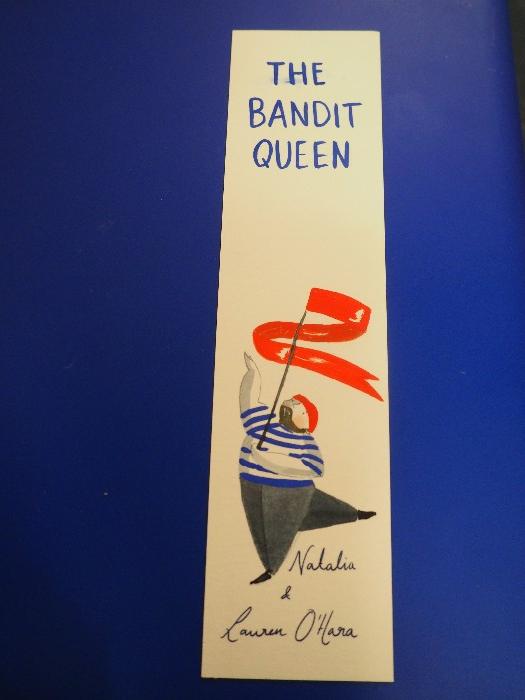 THE
BANDIT
QUEEN
Natalia
&
Lauren O'Hara